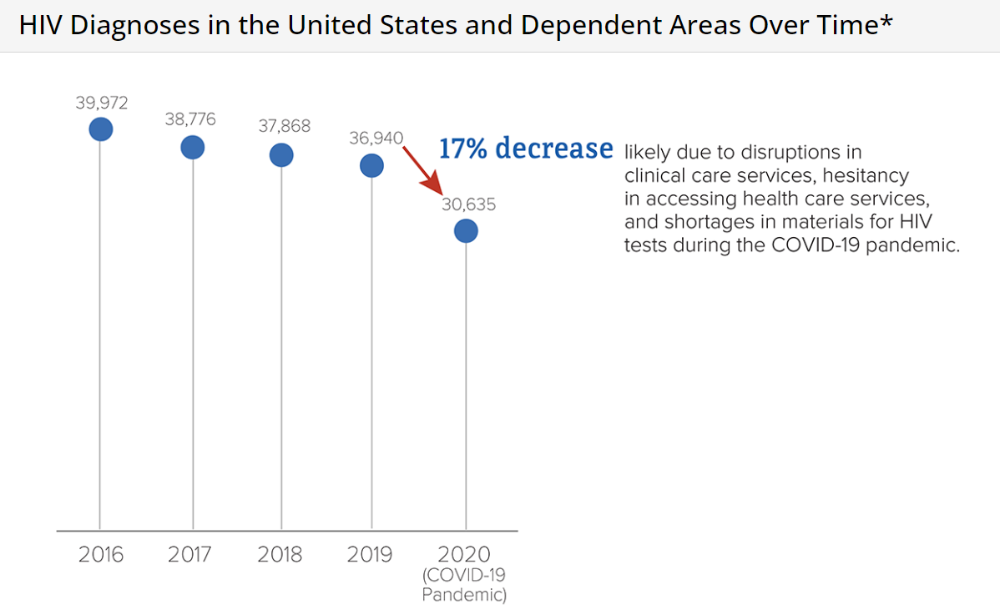 HIV Diagnoses in the United States and Dependent Areas Over Time*
39,972
38,776
37,868
36,940
17% decrease likely due to disruptions in
clinical care services, hesitancy
in accessing health care services,
and shortages in materials for HIV
tests during the COVID-19 pandemic.
30,635
2016 2017 2018 2019 2020
(COVID-19
Pandemic)